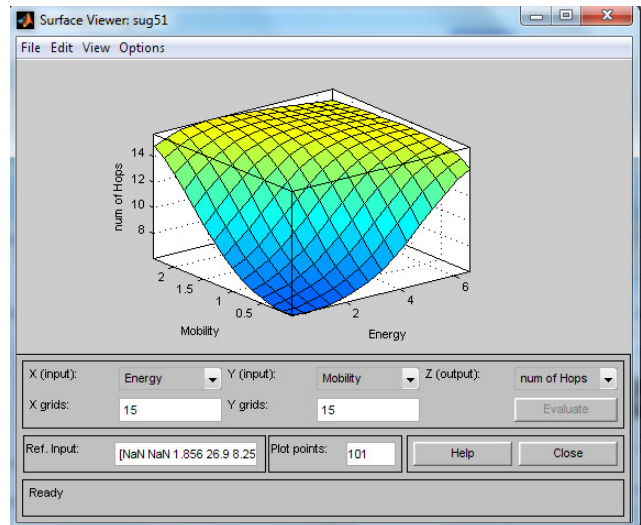 Surface Viewer: sug51
File Edit View Options
14
12
10
8
num of Hops
2
1.5
1
0.5
Mobility
2
4
6
Energy
X (input): Energy Y (input): Mobility Z (output): num of Hops
X grids: 15 Y grids: 15 Evaluate
Ref. Input: [NaN NaN 1.856 26.9 8.25 Plot points: 101 Help Close
Ready